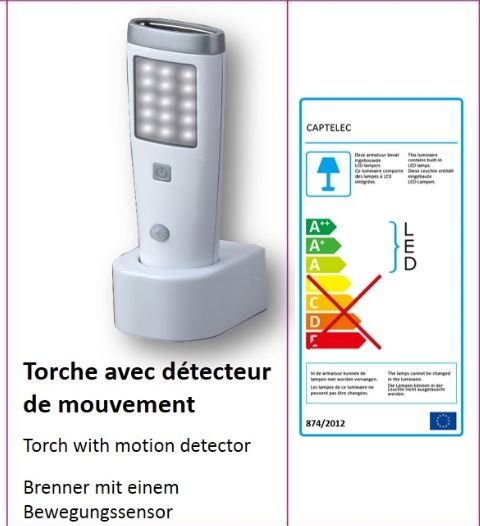 Torche avec détecteur
de mouvement
Torch with motion detector
Brenner mit einem
Bewegungssensor
CAPTELEC
Deze armatuur bevat
ingebouwde
LED-lampen.
Ce luminaire comporte
des lampes à LED
intégrées.
This luminaire
contains built-in
LED lamps.
Diese Leuchte enthält
eingebaute
LED-Lampen.
A++
A+
A
C
D
E
LED
In de armatuur kunnen de
lampen niet worden vervangen.
Les lampes de ce luminaire ne
peuvent pas être changées.
The lamps cannot be changed
in the luminaire.
Die Lampen können in der
Leuchte nicht ausgetauscht
werden.
874/2012